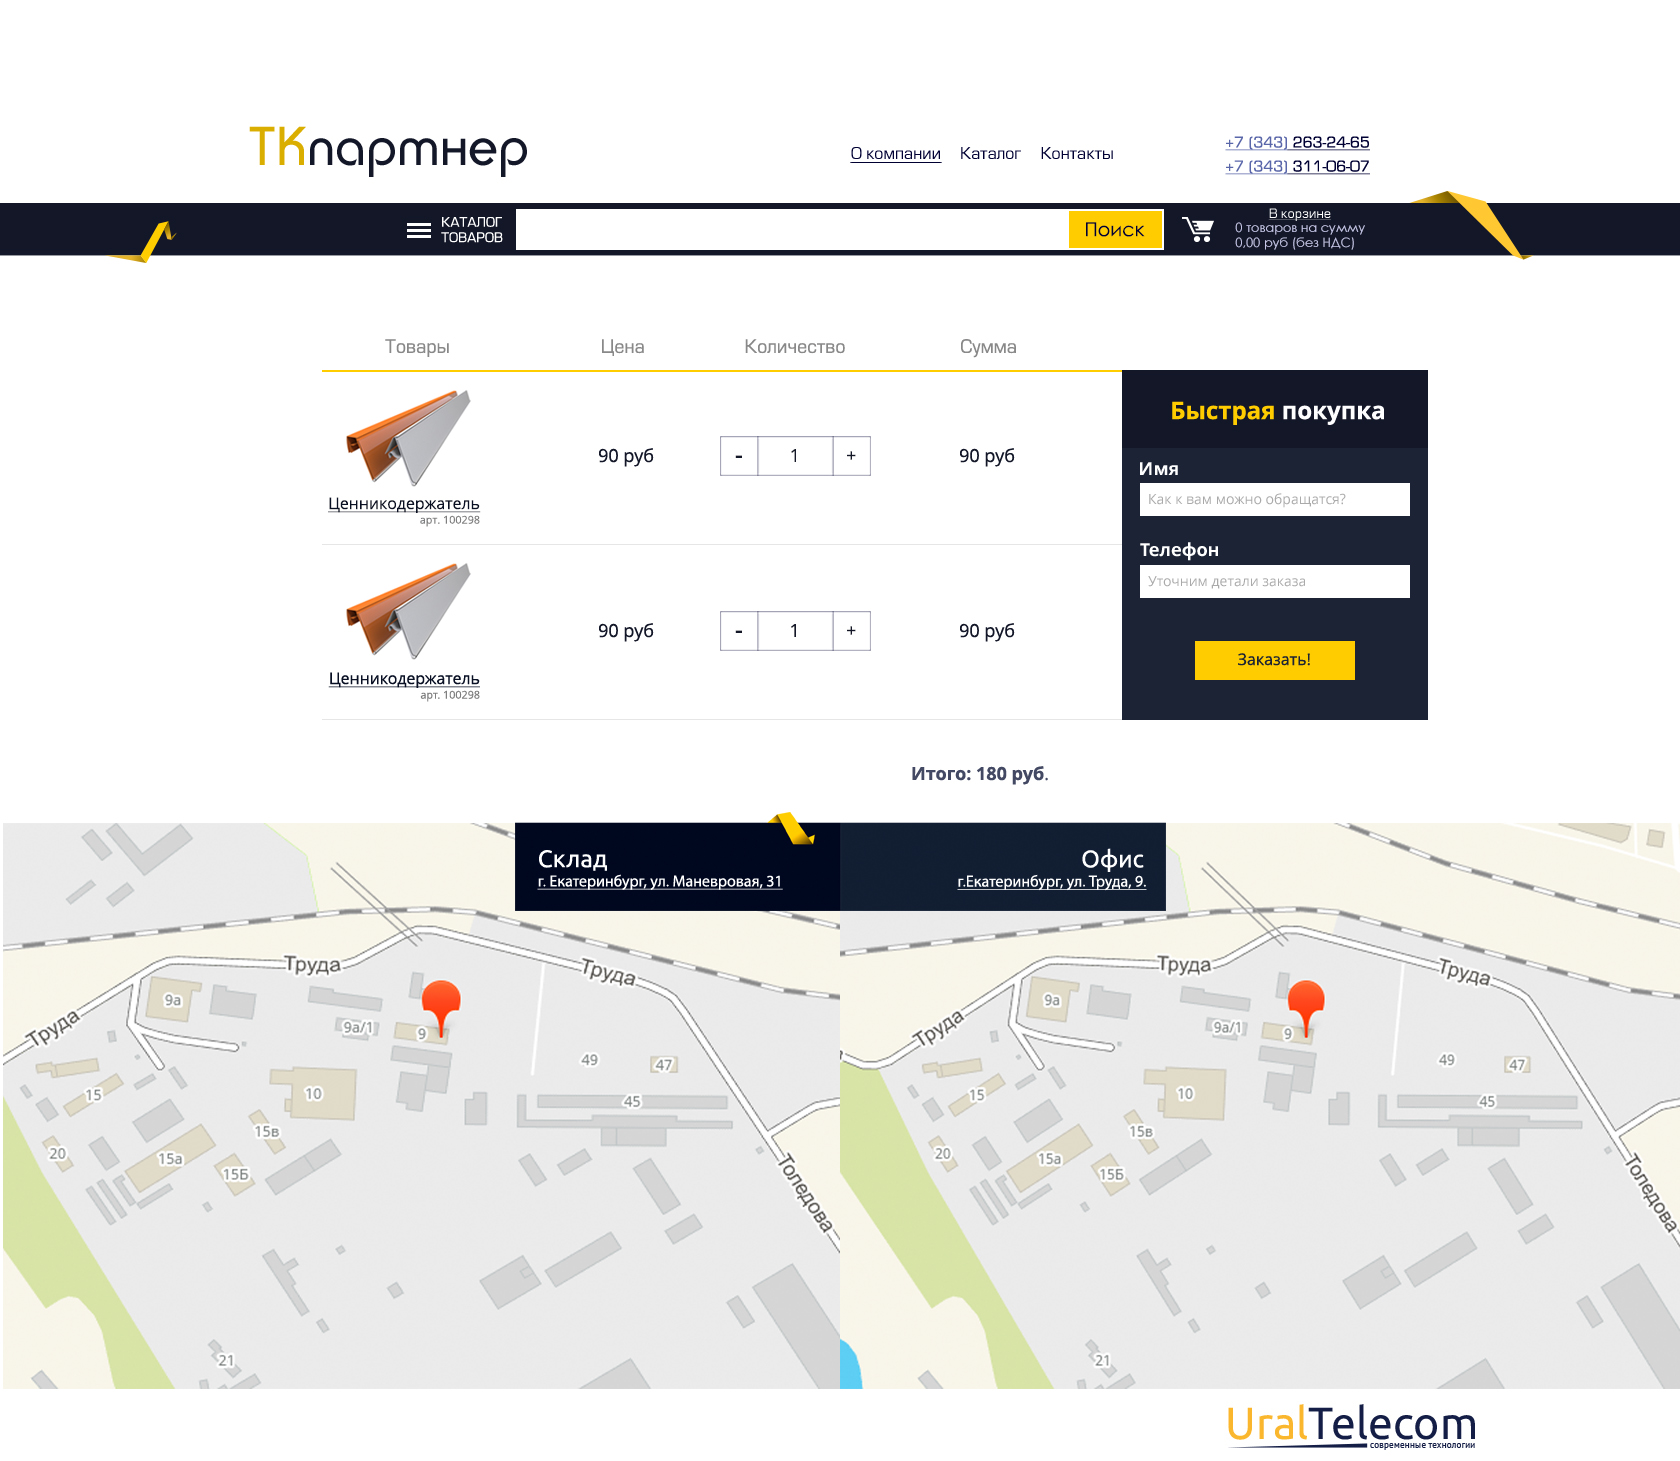 ТКпартнер
О компании Каталог Контакты
+7 (343) 263-24-65
+7 (343) 311-06-07
КАТАЛОГ
ТОВАРОВ
Поиск
В корзине
0 товаров на сумму
0,00 руб (без НДС)
Товары Цена Количество Сумма
90 руб - 1 + 90 руб
Ценникодержатель
арт. 100298
90 руб - 1 + 90 руб
Ценникодержатель
арт. 100298
Быстрая покупка
Имя
Как к вам можно обращатся?
Телефон
Уточним детали заказа
Заказать!
Итого: 180 руб.
Склад
г. Екатеринбург, ул. Маневровая, 31
Офис
г.Екатеринбург, ул. Труда, 9.
Труда
Труда
9а
Труда
9а/1
9
49
47
15
10
45
15в
20
15а
15Б
Толедова
21
Труда
Труда
9а
Труда
9а/1
9
49
47
15
10
45
15в
20
15а
15Б
Толедова
21
UralTelecom
современные технологии